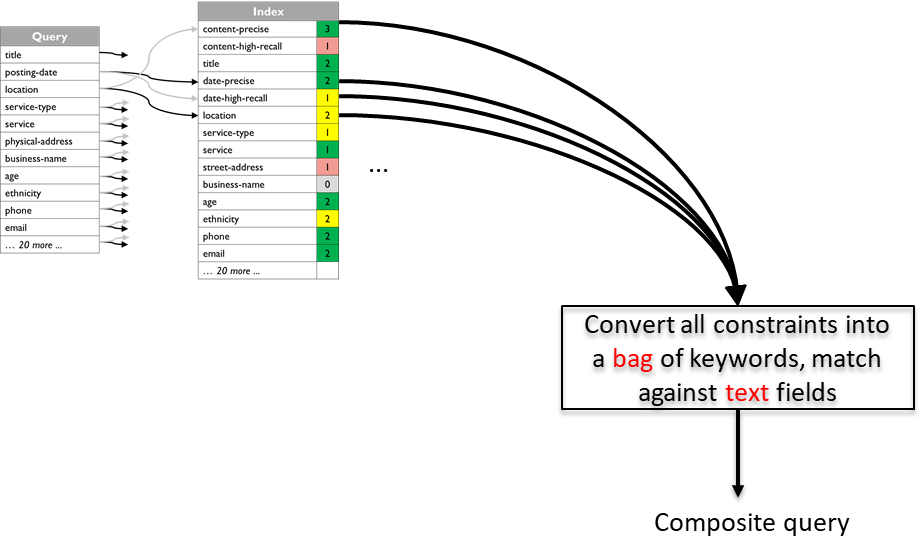 Query
title
posting-date
location
service-type
service
physical-address
business-name
age
ethnicity
phone
email
... 20 more ...
Index
content-precise 3
content-high-recall 1
title 2
date-precise 2
date-high-recall 1
location 2
service-type 1
service 1
street-address 1
business-name 0
age 2
ethnicity 2
phone 2
email 2
... 20 more ...
...
Convert all constraints into
a bag of keywords, match
against text fields
Composite query